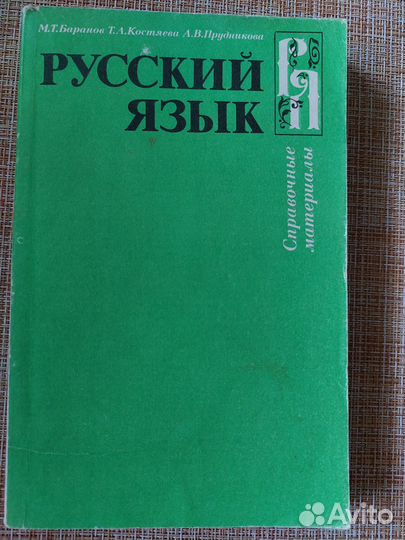 М.Т.Баранов Т.А.Костяева А.В.Прудникова
РУССКИЙ
ЯЗЫК
Справочные
материалы
Avito